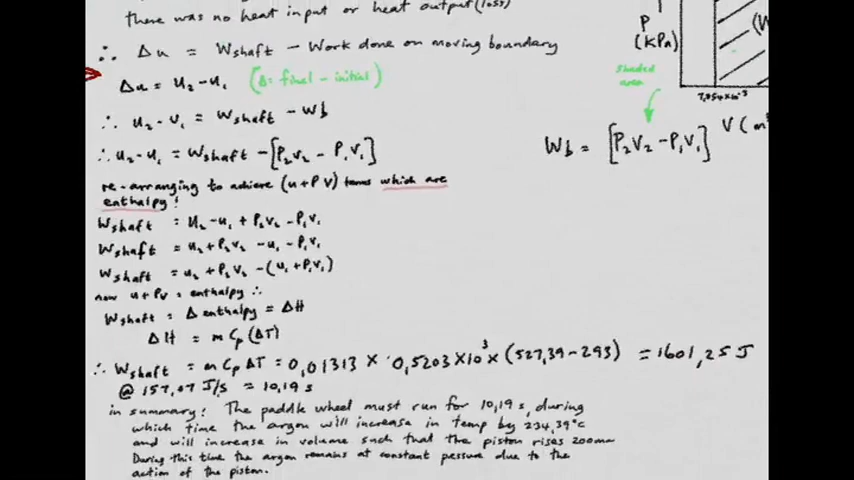 there was no heat input or heat output (loss)
∴ Δu = Wshaft - Work done on moving boundary
Δu = U₂-U₁ (Δ= final - initial)
∴ U₂-U₁ = Wshaft - Wb
∴ U₂-U₁ = Wshaft -[P₂V₂ - P₁V₁]
re-arranging to achieve (u+PV) terms which are
enthalpy!
Wshaft = U₂-U₁ + P₂V₂-P₁V₁
Wshaft = U₂+P₂V₂ -U₁-P₁V₁
Wshaft = U₂+P₂V₂ -(U₁+P₁V₁)
now u+Pv = enthalpy ∴
Wshaft = Δ enthalpy = ΔH
ΔH = m Cp (ΔT)
∴ Wshaft = m Cp ΔT = 0,01313 × 0,5203×10³× (527,39-293) = 1601,25 J
@ 157,07 J/s = 10,19 s
in summary! The paddle wheel must run for 10,19 s, during
which time the argon will increase in temp by 234,39°C
and will increase in volume such that the piston rises 200mm
During this time the argon remains at constant pessure due to the
action of the piston.
P
(KPa)
Shaded
area
Wb = [P₂V₂-P₁V₁]